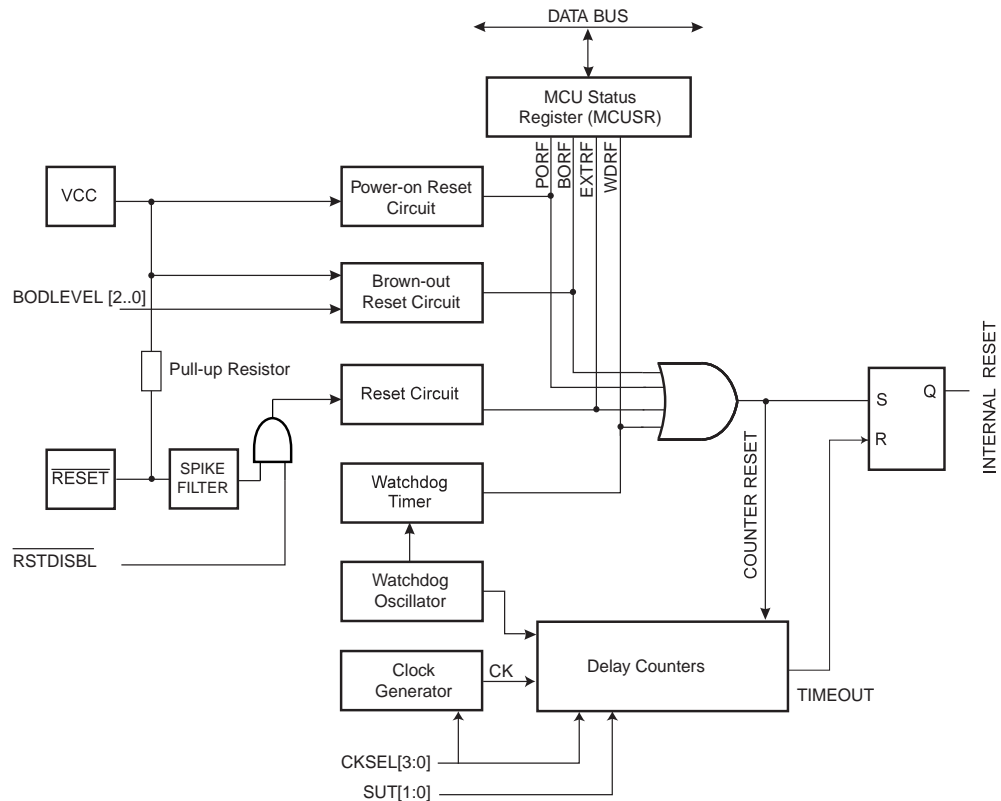 DATA BUS
MCU Status
Register (MCUSR)
PORF
BORF
EXTRF
WDRF
VCC
Power-on Reset
Circuit
Brown-out
Reset Circuit
BODLEVEL [2..0]
Pull-up Resistor
Reset Circuit
S
Q
R
INTERNAL RESET
RESET
SPIKE
FILTER
Watchdog
Timer
COUNTER RESET
RSTDISBL
Watchdog
Oscillator
Clock
Generator
CK
Delay Counters
TIMEOUT
CKSEL[3:0]
SUT[1:0]